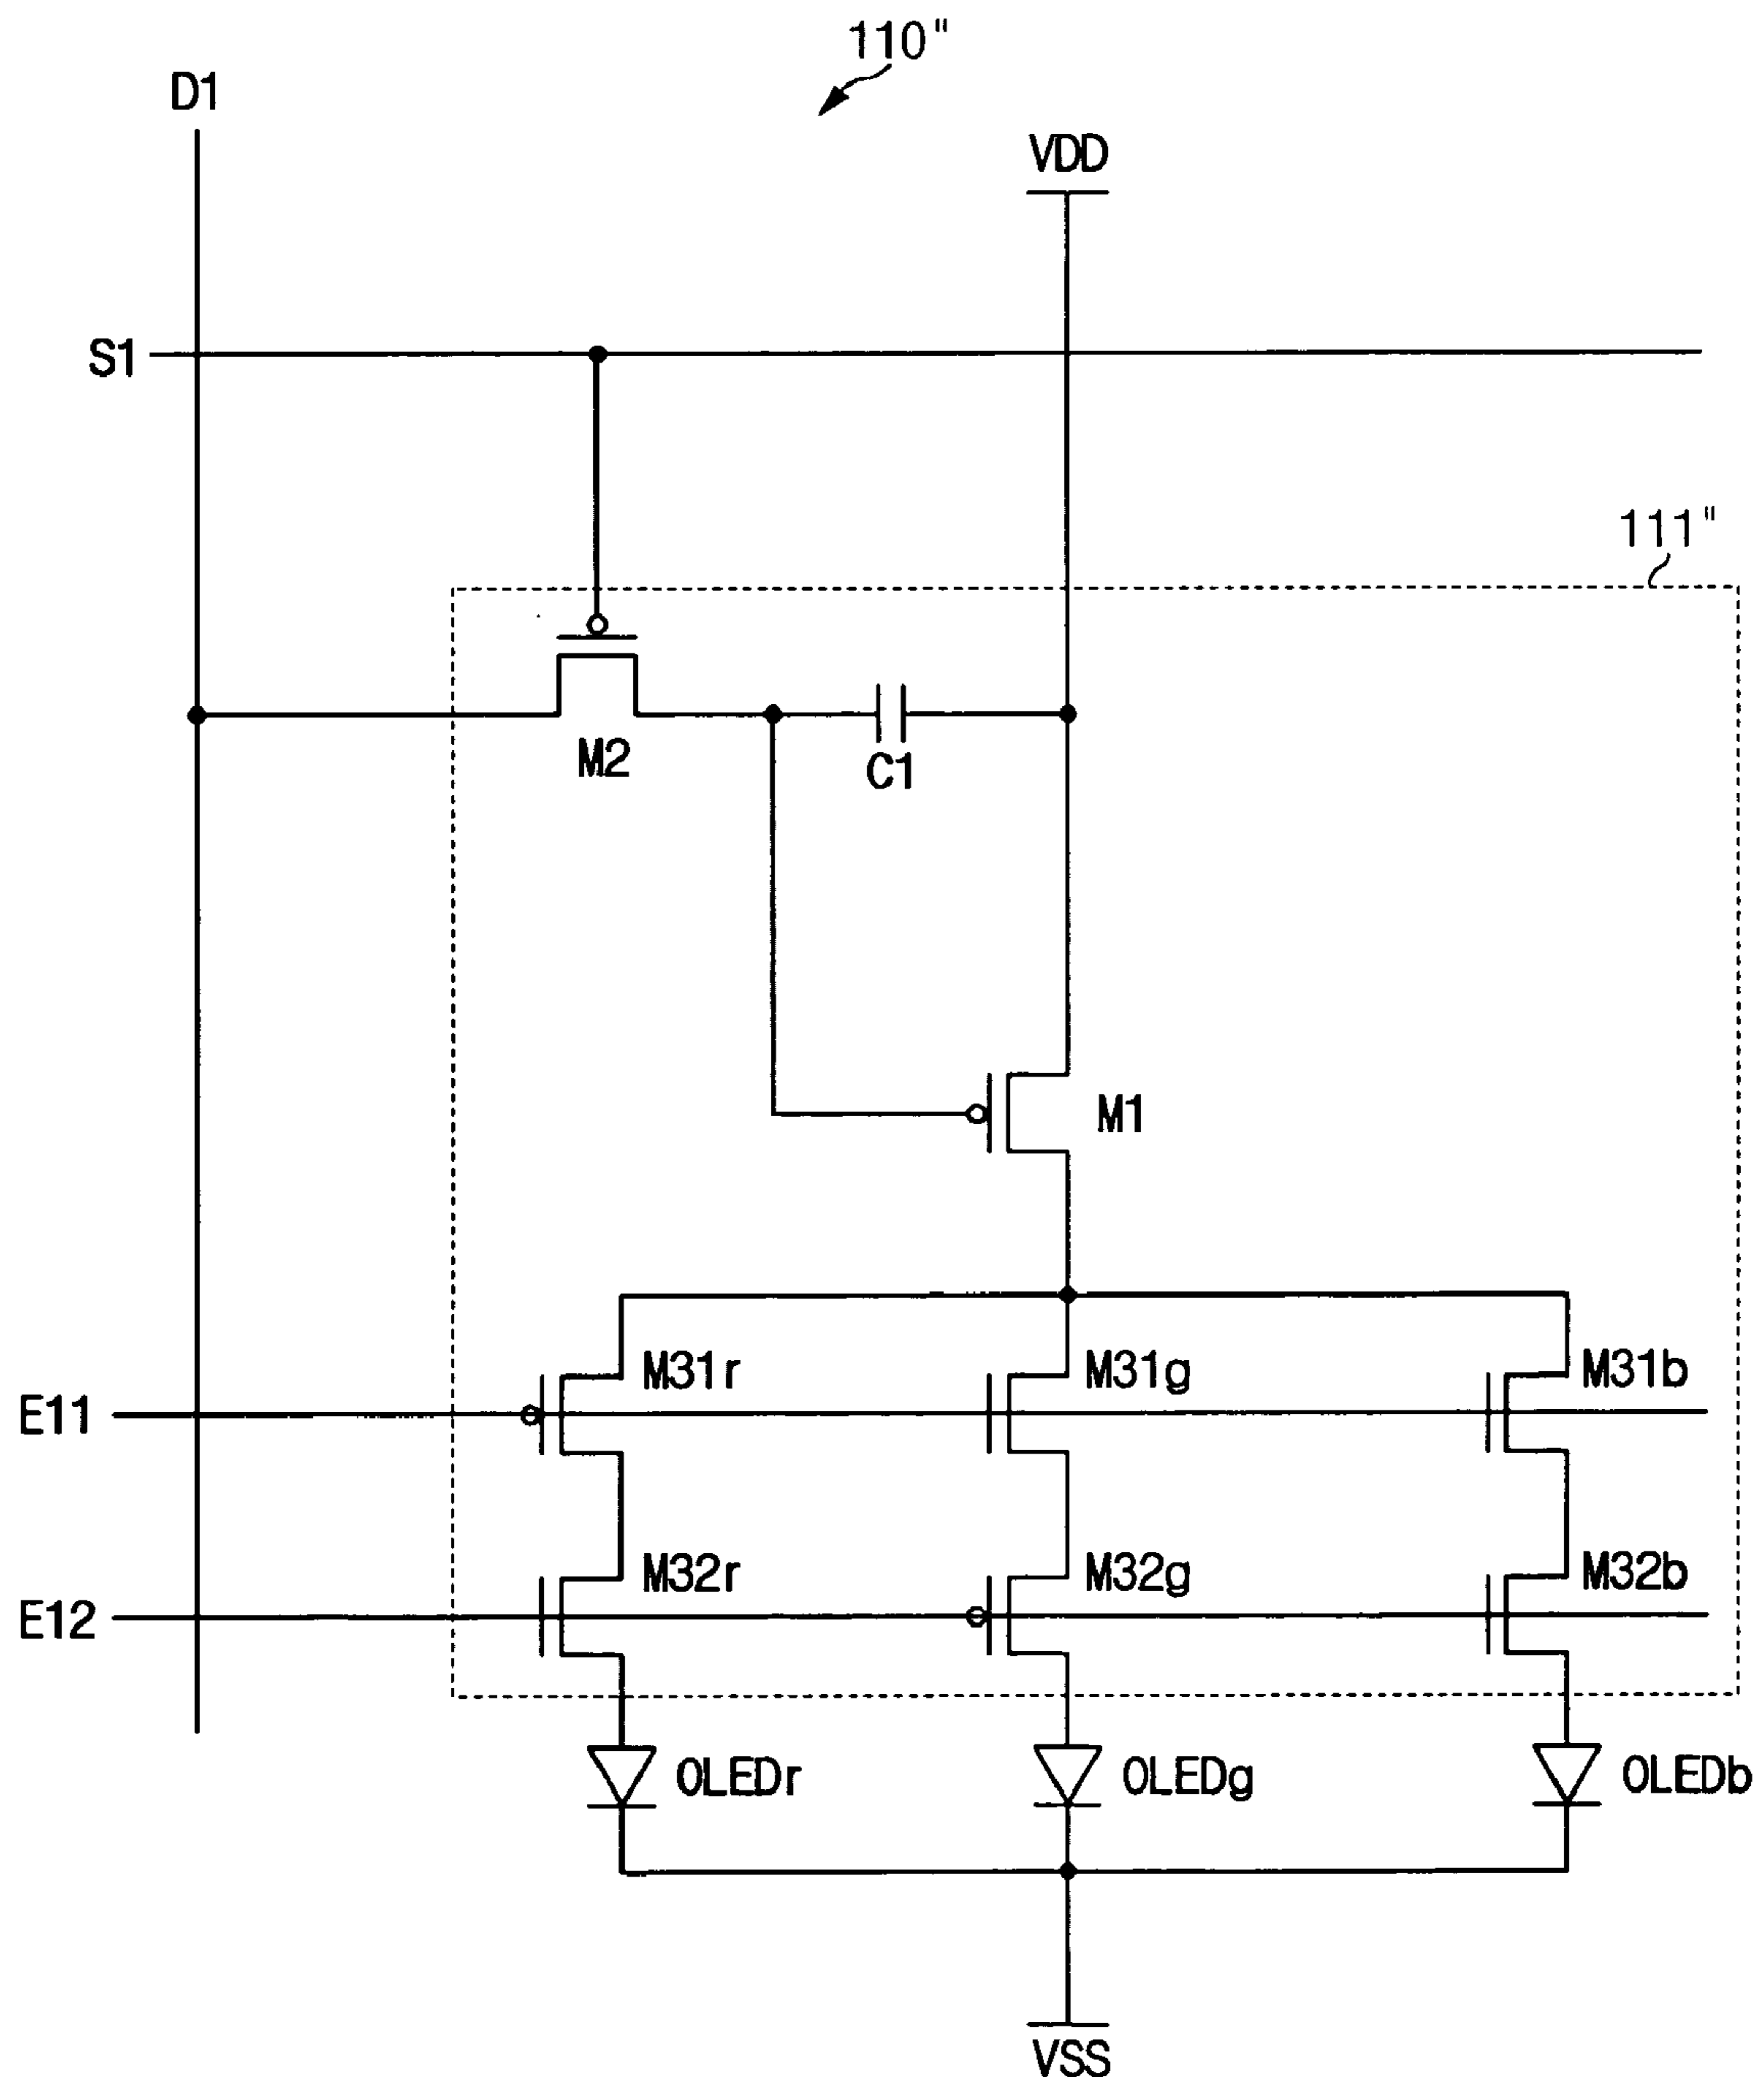 110"
D1
VDD
S1
111"
M2
C1
M1
M31r
M31g
M31b
E11
M32r
M32g
M32b
E12
OLEDr
OLEDg
OLEDb
VSS